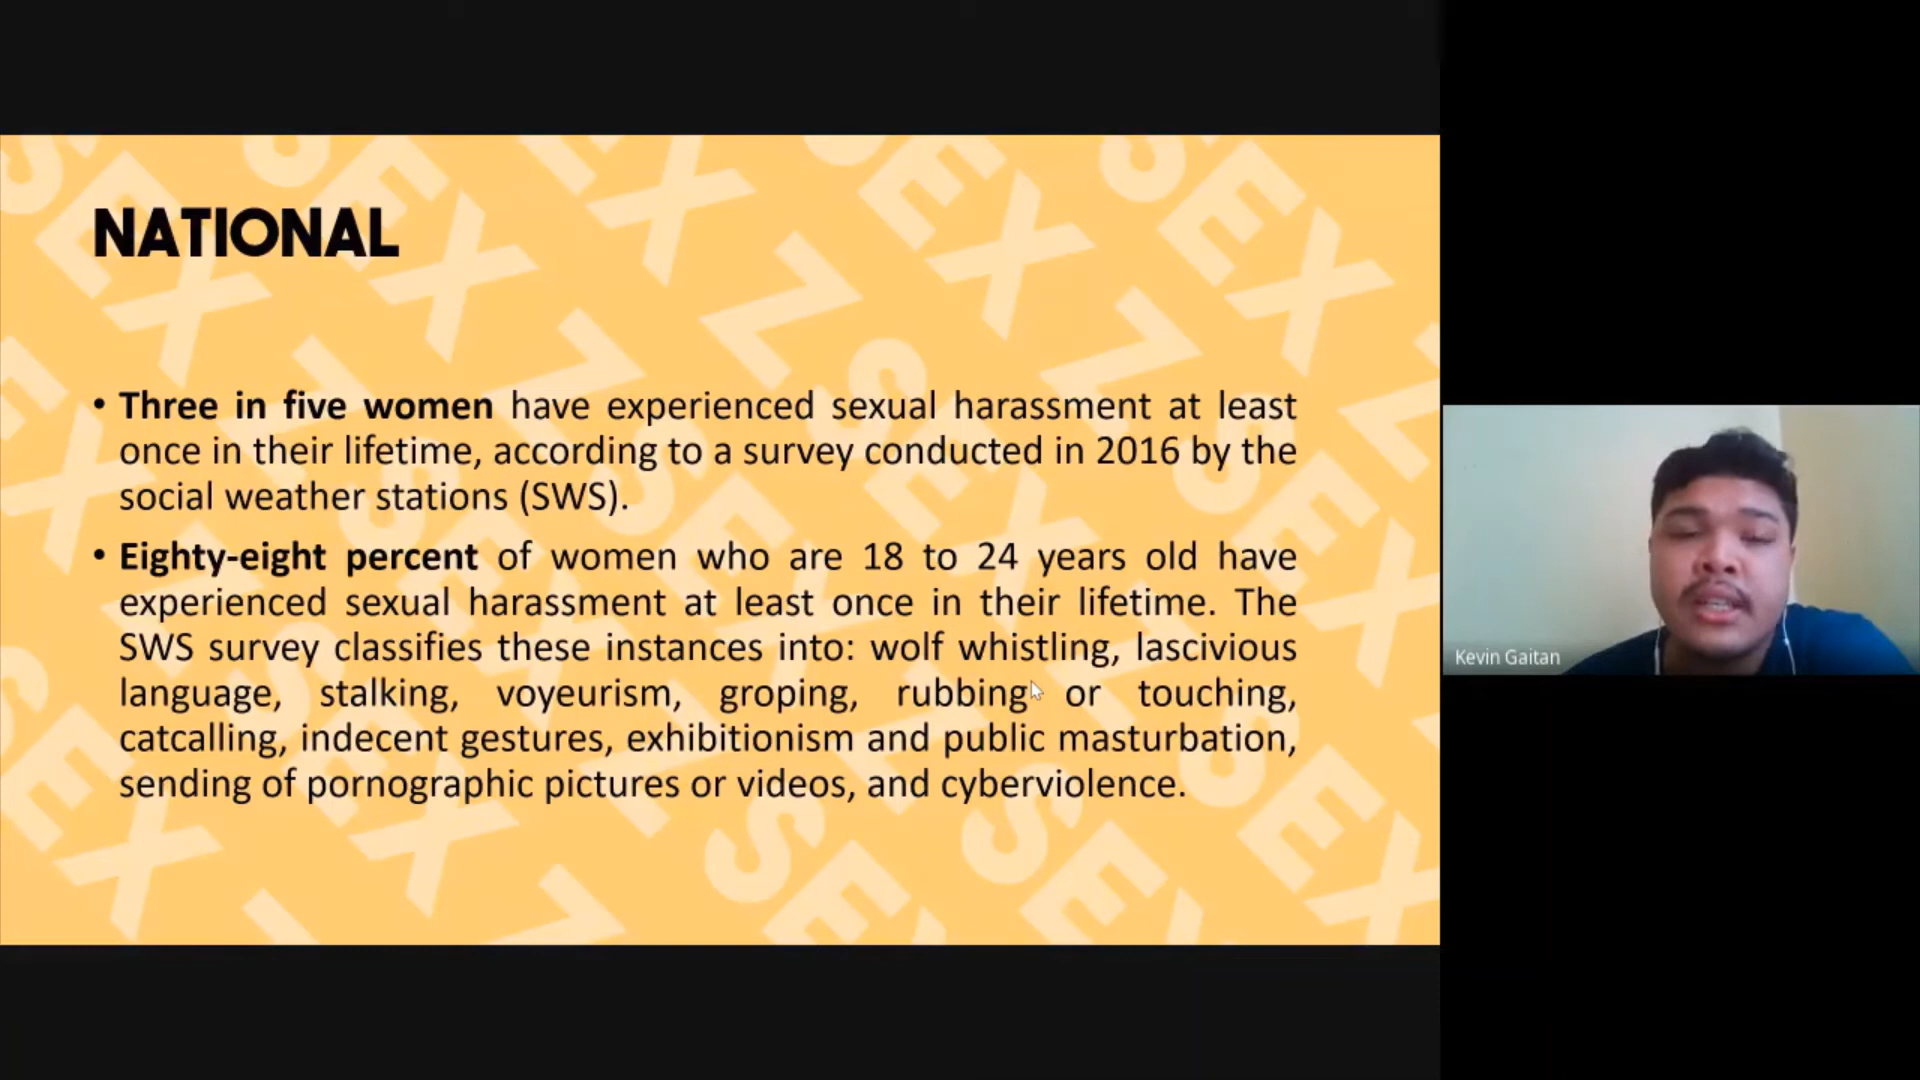 NATIONAL
• Three in five women have experienced sexual harassment at least
once in their lifetime, according to a survey conducted in 2016 by the
social weather stations (SWS).
• Eighty-eight percent of women who are 18 to 24 years old have
experienced sexual harassment at least once in their lifetime. The
SWS survey classifies these instances into: wolf whistling, lascivious
language, stalking, voyeurism, groping, rubbing or touching,
catcalling, indecent gestures, exhibitionism and public masturbation,
sending of pornographic pictures or videos, and cyberviolence.
Kevin Gaitan
SEX Z SEX Z SEX Z